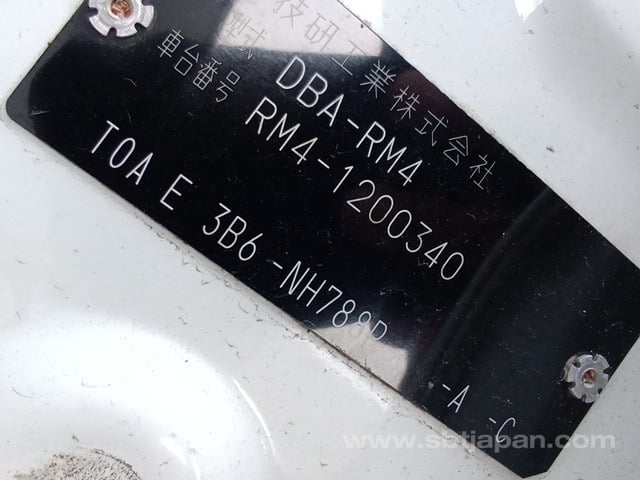 技研工業株式会社
型式 DBA-RM4
車台番号 RM4-1200340
TOA E 3B6 -NH788P -A -C
www.sbtjapan.com